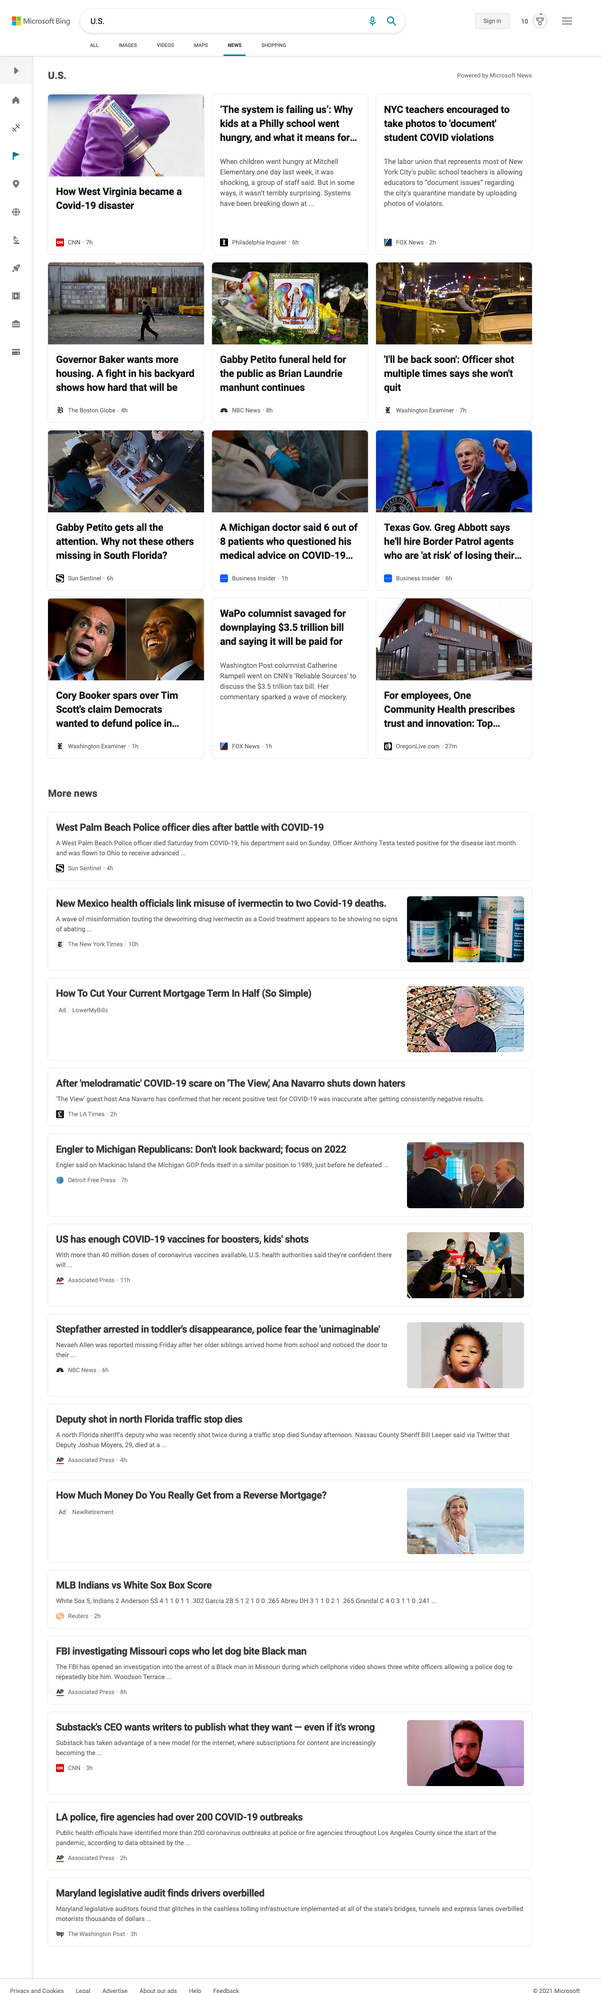 Microsoft Bing
U.S.
Sign in
10
ALL IMAGES VIDEOS MAPS NEWS SHOPPING
U.S.
Powered by Microsoft News
How West Virginia became a
Covid-19 disaster
CNN · 7h
'The system is failing us': Why
kids at a Philly school went
hungry, and what it means for...
When children went hungry at Mitchell
Elementary one day last week, it was
shocking, a group of staff said. But in some
ways, it wasn't terribly surprising. Systems
have been breaking down at ...
Philadelphia Inquirer · 6h
NYC teachers encouraged to
take photos to 'document'
student COVID violations
The labor union that represents most of New
York City's public school teachers is allowing
educators to "document issues" regarding
the city's quarantine mandate by uploading
photos of violators.
FOX News · 2h
Governor Baker wants more
housing. A fight in his backyard
shows how hard that will be
The Boston Globe · 4h
Gabby Petito funeral held for
the public as Brian Laundrie
manhunt continues
NBC News · 8h
'I'll be back soon': Officer shot
multiple times says she won't
quit
Washington Examiner · 7h
Gabby Petito gets all the
attention. Why not these others
missing in South Florida?
Sun Sentinel · 6h
A Michigan doctor said 6 out of
8 patients who questioned his
medical advice on COVID-19...
Business Insider · 1h
Texas Gov. Greg Abbott says
he'll hire Border Patrol agents
who are 'at risk' of losing their...
Business Insider · 6h
Cory Booker spars over Tim
Scott's claim Democrats
wanted to defund police in...
Washington Examiner · 1h
WaPo columnist savaged for
downplaying $3.5 trillion bill
and saying it will be paid for
Washington Post columnist Catherine
Rampell went on CNN's 'Reliable Sources' to
discuss the $3.5 trillion tax bill. Her
commentary sparked a wave of mockery.
FOX News · 1h
For employees, One
Community Health prescribes
trust and innovation: Top...
OregonLive.com · 27m
More news
West Palm Beach Police officer dies after battle with COVID-19
A West Palm Beach Police officer died Saturday from COVID-19, his department said on Sunday. Officer Anthony Testa tested positive for the disease last month
and was flown to Ohio to receive advanced ...
Sun Sentinel · 4h
New Mexico health officials link misuse of ivermectin to two Covid-19 deaths.
A wave of misinformation touting the deworming drug ivermectin as a Covid treatment appears to be showing no signs
of abating ...
The New York Times · 10h
How To Cut Your Current Mortgage Term In Half (So Simple)
Ad LowerMyBills
After 'melodramatic' COVID-19 scare on 'The View,' Ana Navarro shuts down haters
'The View' guest host Ana Navarro has confirmed that her recent positive test for COVID-19 was inaccurate after getting consistently negative results.
The LA Times · 2h
Engler to Michigan Republicans: Don't look backward; focus on 2022
Engler said on Mackinac Island the Michigan GOP finds itself in a similar position to 1989, just before he defeated ...
Detroit Free Press · 7h
US has enough COVID-19 vaccines for boosters, kids' shots
With more than 40 million doses of coronavirus vaccines available, U.S. health authorities said they're confident there
will ...
AP Associated Press · 11h
Stepfather arrested in toddler's disappearance, police fear the 'unimaginable'
Nevaeh Allen was reported missing Friday after her older siblings arrived home from school and noticed the door to
their ...
NBC News · 6h
Deputy shot in north Florida traffic stop dies
A north Florida sheriff's deputy who was recently shot twice during a traffic stop died Sunday afternoon. Nassau County Sheriff Bill Leeper said via Twitter that
Deputy Joshua Moyers, 29, died at a ...
AP Associated Press · 4h
How Much Money Do You Really Get from a Reverse Mortgage?
Ad NewRetirement
MLB Indians vs White Sox Box Score
White Sox 5, Indians 2 Anderson SS 4 1 1 0 1 1 .302 Garcia 2B 5 1 2 1 0 0 .265 Abreu DH 3 1 1 0 2 1 .265 Grandal C 4 0 3 1 1 0 .241 ...
Reuters · 2h
FBI investigating Missouri cops who let dog bite Black man
The FBI has opened an investigation into the arrest of a Black man in Missouri during which cellphone video shows three white officers allowing a police dog to
repeatedly bite him. Woodson Terrace ...
AP Associated Press · 8h
Substack's CEO wants writers to publish what they want — even if it's wrong
Substack has taken advantage of a new model for the internet, where subscriptions for content are increasingly
becoming the ...
CNN · 3h
LA police, fire agencies had over 200 COVID-19 outbreaks
Public health officials have identified more than 200 coronavirus outbreaks at police or fire agencies throughout Los Angeles County since the start of the
pandemic, according to data obtained by the ...
AP Associated Press · 2h
Maryland legislative audit finds drivers overbilled
Maryland legislative auditors found that glitches in the cashless tolling infrastructure implemented at all of the state's bridges, tunnels and express lanes overbilled
motorists thousands of dollars ...
wp The Washington Post · 3h
Privacy and Cookies Legal Advertise About our ads Help Feedback
© 2021 Microsoft